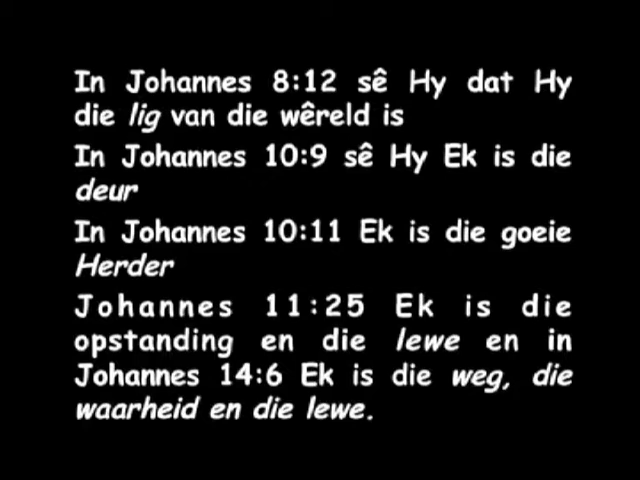 In Johannes 8:12 sê Hy dat Hy
die lig van die wêreld is
In Johannes 10:9 sê Hy Ek is die
deur
In Johannes 10:11 Ek is die goeie
Herder
Johannes 11:25 Ek is die
opstanding en die lewe en in
Johannes 14:6 Ek is die weg, die
waarheid en die lewe.